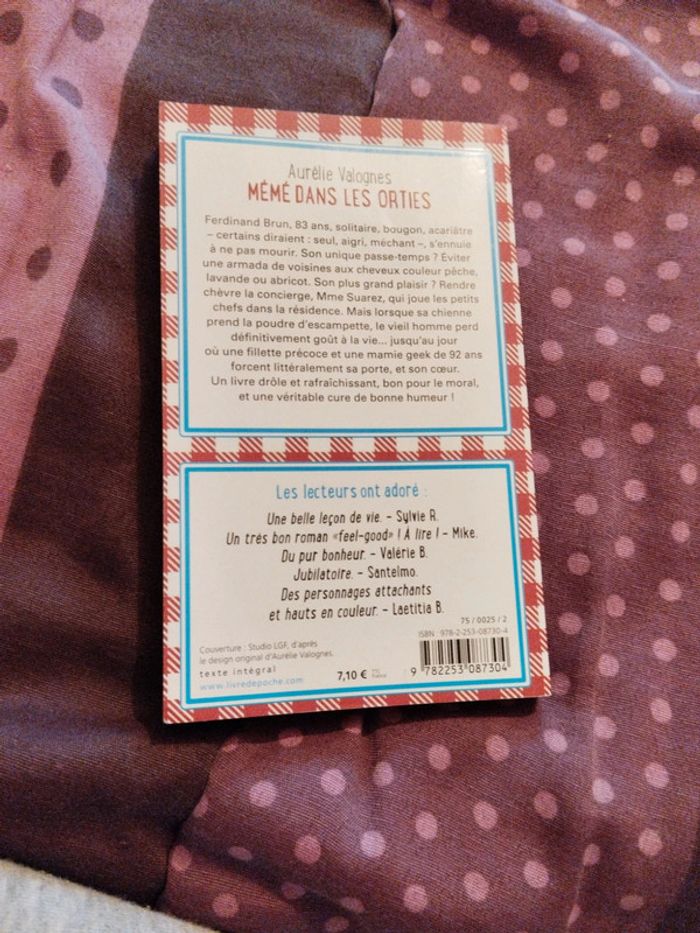 Aurélie Valognes
MÉMÉ DANS LES ORTIES
Ferdinand Brun, 83 ans, solitaire, bougon, acariâtre
– certains diraient : seul, aigri, méchant –, s'ennuie
à ne pas mourir. Son unique passe-temps ? Éviter
une armada de voisines aux cheveux couleur pêche,
lavande ou abricot. Son plus grand plaisir ? Rendre
chèvre la concierge, Mme Suarez, qui joue les petits
chefs dans la résidence. Mais lorsque sa chienne
prend la poudre d'escampette, le vieil homme perd
définitivement goût à la vie... jusqu'au jour
où une fillette précoce et une mamie geek de 92 ans
forcent littéralement sa porte, et son cœur.
Un livre drôle et rafraîchissant, bon pour le moral,
et une véritable cure de bonne humeur !
Les lecteurs ont adoré :
Une belle leçon de vie. – Sylvie R.
Un très bon roman «feel-good» ! À lire ! – Mike.
Du pur bonheur. – Valérie B.
Jubilatoire. – Santelmo.
Des personnages attachants
et hauts en couleur. – Laetitia B.
75 / 0025 / 2
ISBN : 978-2-253-08730-4
Couverture : Studio LGF, d'après
le design original d'Aurélie Valognes.
texte intégral
www.livredepoche.com
7,10 € France
9 782253 087304